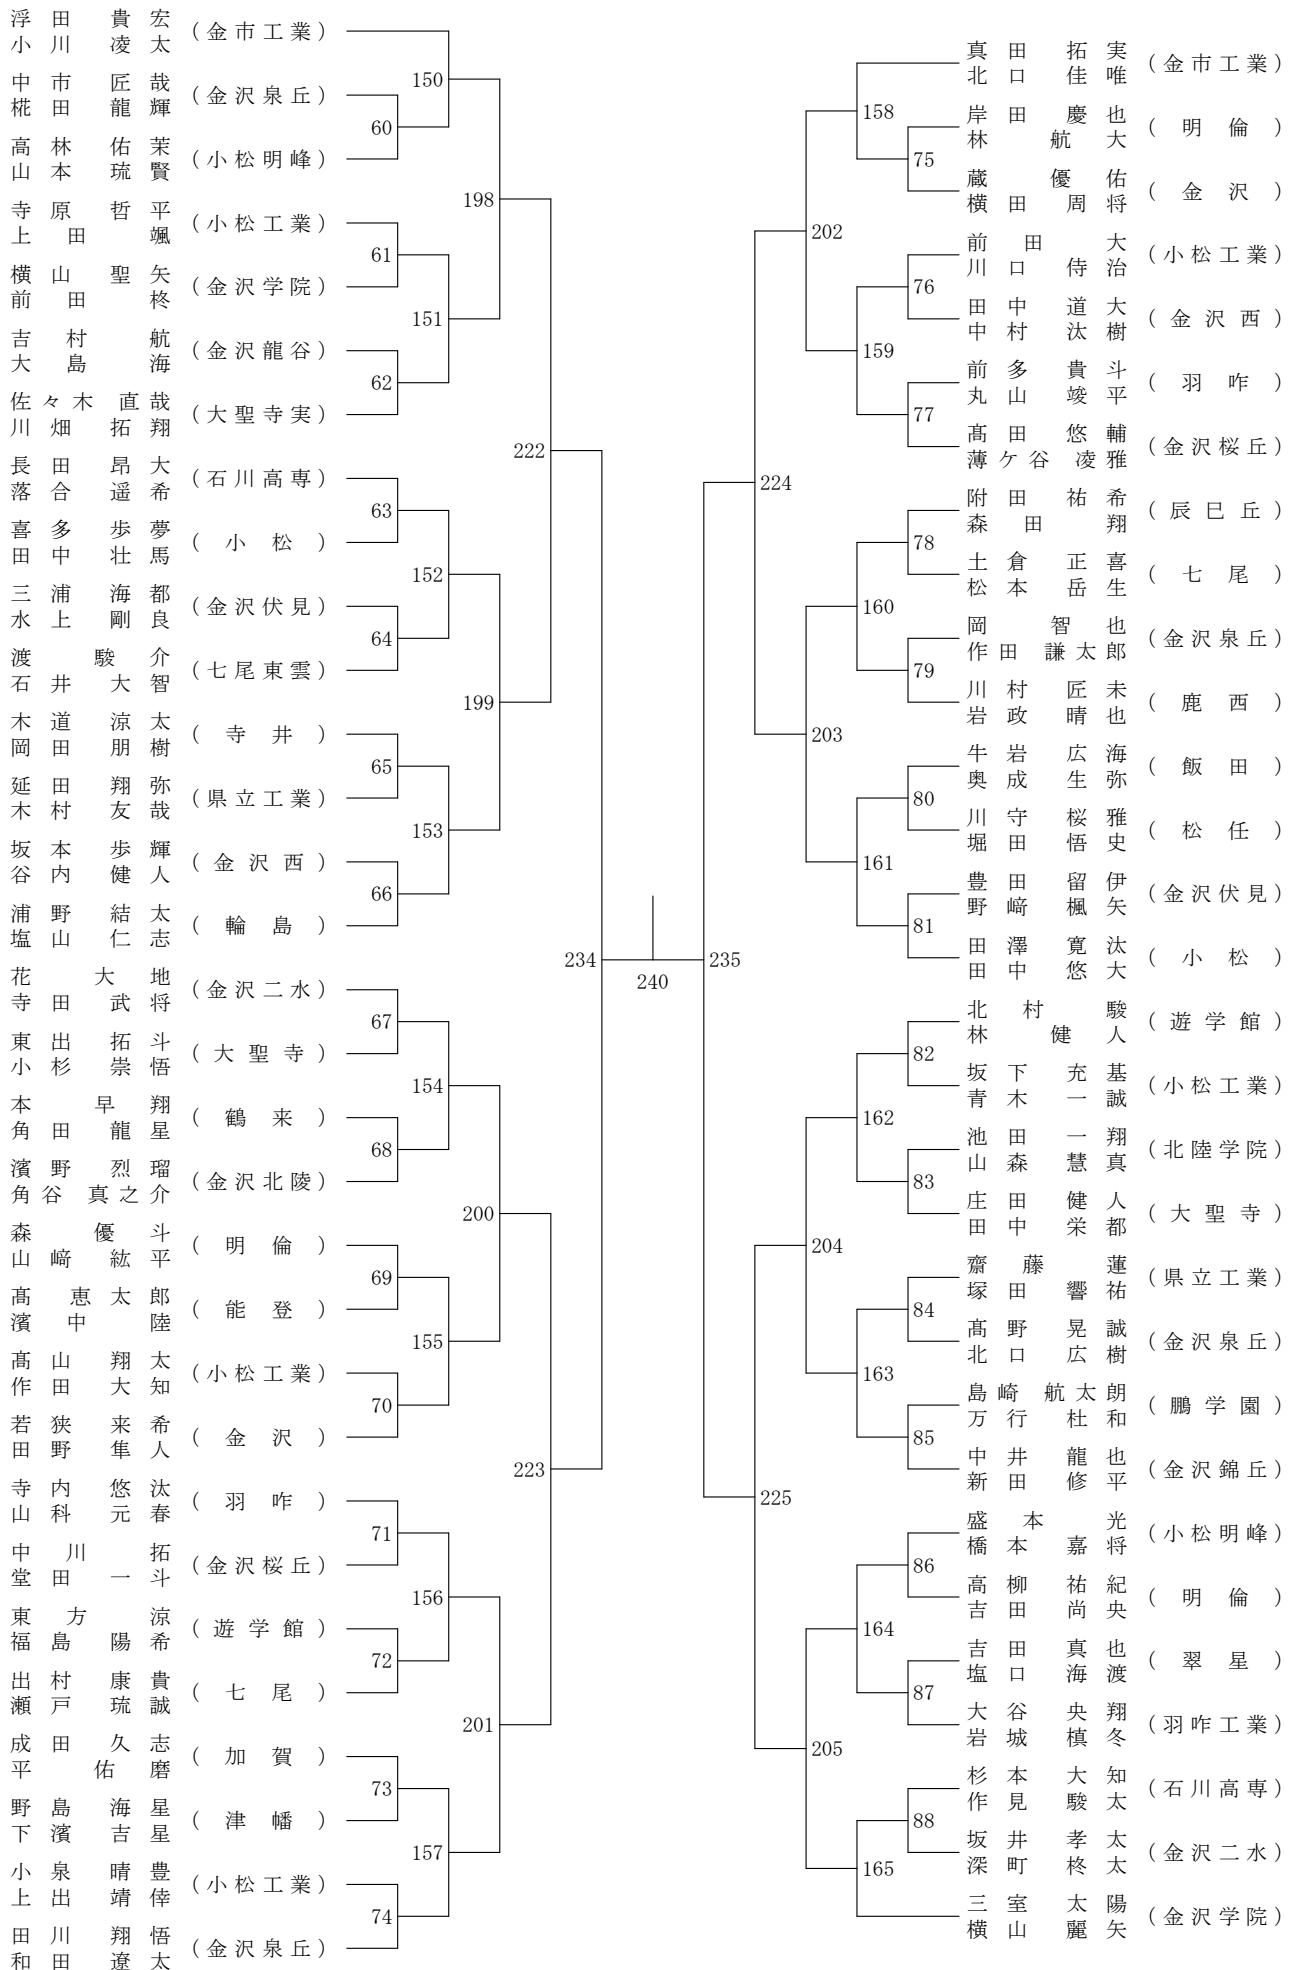 浮田 貴宏
小川 凌太
(金市工業)
中市 匠哉
椛田 龍輝
(金沢泉丘)
高林 佑茉
山本 琉賢
(小松明峰)
寺原 哲平
上田 颯
(小松工業)
横山 聖矢
前田 柊
(金沢学院)
吉村 航
大島 海
(金沢龍谷)
佐々木 直哉
川畑 拓翔
(大聖寺実)
長田 昂大
落合 遥希
(石川高専)
喜多 歩夢
田中 壮馬
(小松)
三浦 海都
水上 剛良
(金沢伏見)
渡 駿介
石井 大智
(七尾東雲)
木道 涼太
岡田 朋樹
(寺井)
延田 翔弥
木村 友哉
(県立工業)
坂本 歩輝
谷内 健人
(金沢西)
浦野 結太
塩山 仁志
(輪島)
花 大地
寺田 武将
(金沢二水)
東出 拓斗
小杉 崇悟
(大聖寺)
本 早翔
角田 龍星
(鶴来)
濱野 烈瑠
角谷 真之介
(金沢北陵)
森 優斗
山﨑 紘平
(明倫)
髙 恵太郎
濱中 陸
(能登)
髙山 翔太
作田 大知
(小松工業)
若狭 来希
田野 隼人
(金沢)
寺内 悠汰
山科 元春
(羽咋)
中川 拓
堂田 一斗
(金沢桜丘)
東方 涼
福島 陽希
(遊学館)
出村 康貴
瀬戸 琉誠
(七尾)
成田 久志
平 佑磨
(加賀)
野島 海星
下濱 吉星
(津幡)
小泉 晴豊
上出 靖倖
(小松工業)
田川 翔悟
和田 遼太
(金沢泉丘)
60
61
62
63
64
65
66
67
68
69
70
71
72
73
74
150
151
152
153
154
155
156
157
198
199
200
201
222
223
234
240
235
224
225
202
203
204
205
158
159
160
161
162
163
164
165
75
76
77
78
79
80
81
82
83
84
85
86
87
88
真田 拓実
北口 佳唯
(金市工業)
岸田 慶也
林 航大
(明倫)
蔵 優佑
横田 周将
(金沢)
前田 大
川口 侍治
(小松工業)
田中 道大
中村 汰樹
(金沢西)
前多 貴斗
丸山 竣平
(羽咋)
髙田 悠輔
薄ケ谷 凌雅
(金沢桜丘)
附田 祐希
森田 翔
(辰巳丘)
土倉 正喜
松本 岳生
(七尾)
岡 智也
作田 謙太郎
(金沢泉丘)
川村 匠未
岩政 晴也
(鹿西)
牛岩 広海
奥成 生弥
(飯田)
川守 桜雅
堀田 悟史
(松任)
豊田 留伊
野﨑 楓矢
(金沢伏見)
田澤 寛汰
田中 悠大
(小松)
北村 駿
林 健人
(遊学館)
坂下 充基
青木 一誠
(小松工業)
池田 一翔
山森 慧真
(北陸学院)
庄田 健人
田中 栄都
(大聖寺)
齋藤 蓮
塚田 響祐
(県立工業)
髙野 晃誠
北口 広樹
(金沢泉丘)
島崎 航太朗
万行 杜和
(鵬学園)
中井 龍也
新田 修平
(金沢錦丘)
盛本 光
橋本 嘉将
(小松明峰)
高柳 祐紀
吉田 尚央
(明倫)
吉田 真也
塩口 海渡
(翠星)
大谷 央翔
岩城 槙冬
(羽咋工業)
杉本 大知
作見 駿太
(石川高専)
坂井 孝太
深町 柊太
(金沢二水)
三室 太陽
横山 麗矢
(金沢学院)